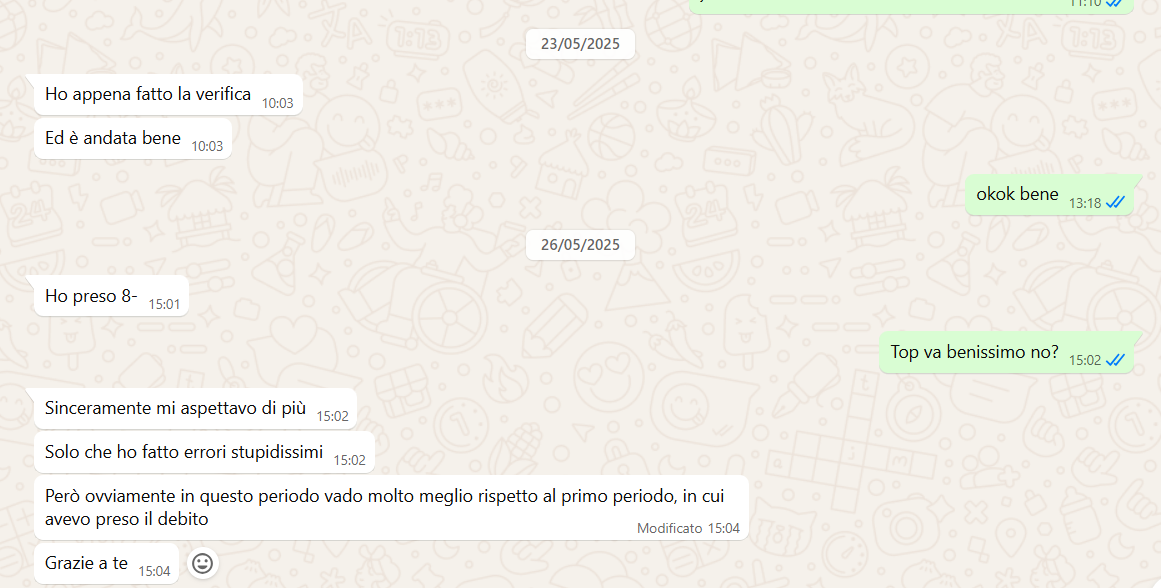 11:10
23/05/2025
Ho appena fatto la verifica 10:03
Ed è andata bene 10:03
okok bene 13:18
26/05/2025
Ho preso 8- 15:01
Top va benissimo no? 15:02
Sinceramente mi aspettavo di più 15:02
Solo che ho fatto errori stupidissimi 15:02
Però ovviamente in questo periodo vado molto meglio rispetto al primo periodo, in cui
avevo preso il debito
Modificato 15:04
Grazie a te 15:04